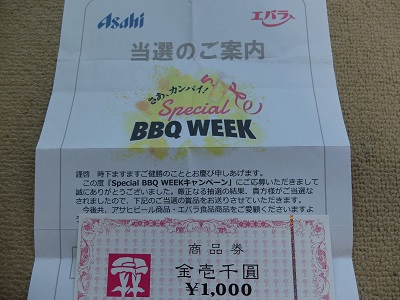 Asahi
エバラ
当選のご案内
さあ、カンパイ!
Special
BBQ WEEK
謹啓 時下ますますご健勝のこととお慶び申しあげます。
この度「Special BBQ WEEKキャンペーン」にご応募いただきまして
誠にありがとうございました。厳正なる抽選の結果、貴方様がご当選な
されましたので、下記のご当選の賞品をお送りさせていただきます。
今後共、アサヒビール商品・エバラ食品商品をご愛顧くださいますよ
商品券
金壱千圓
¥1,000